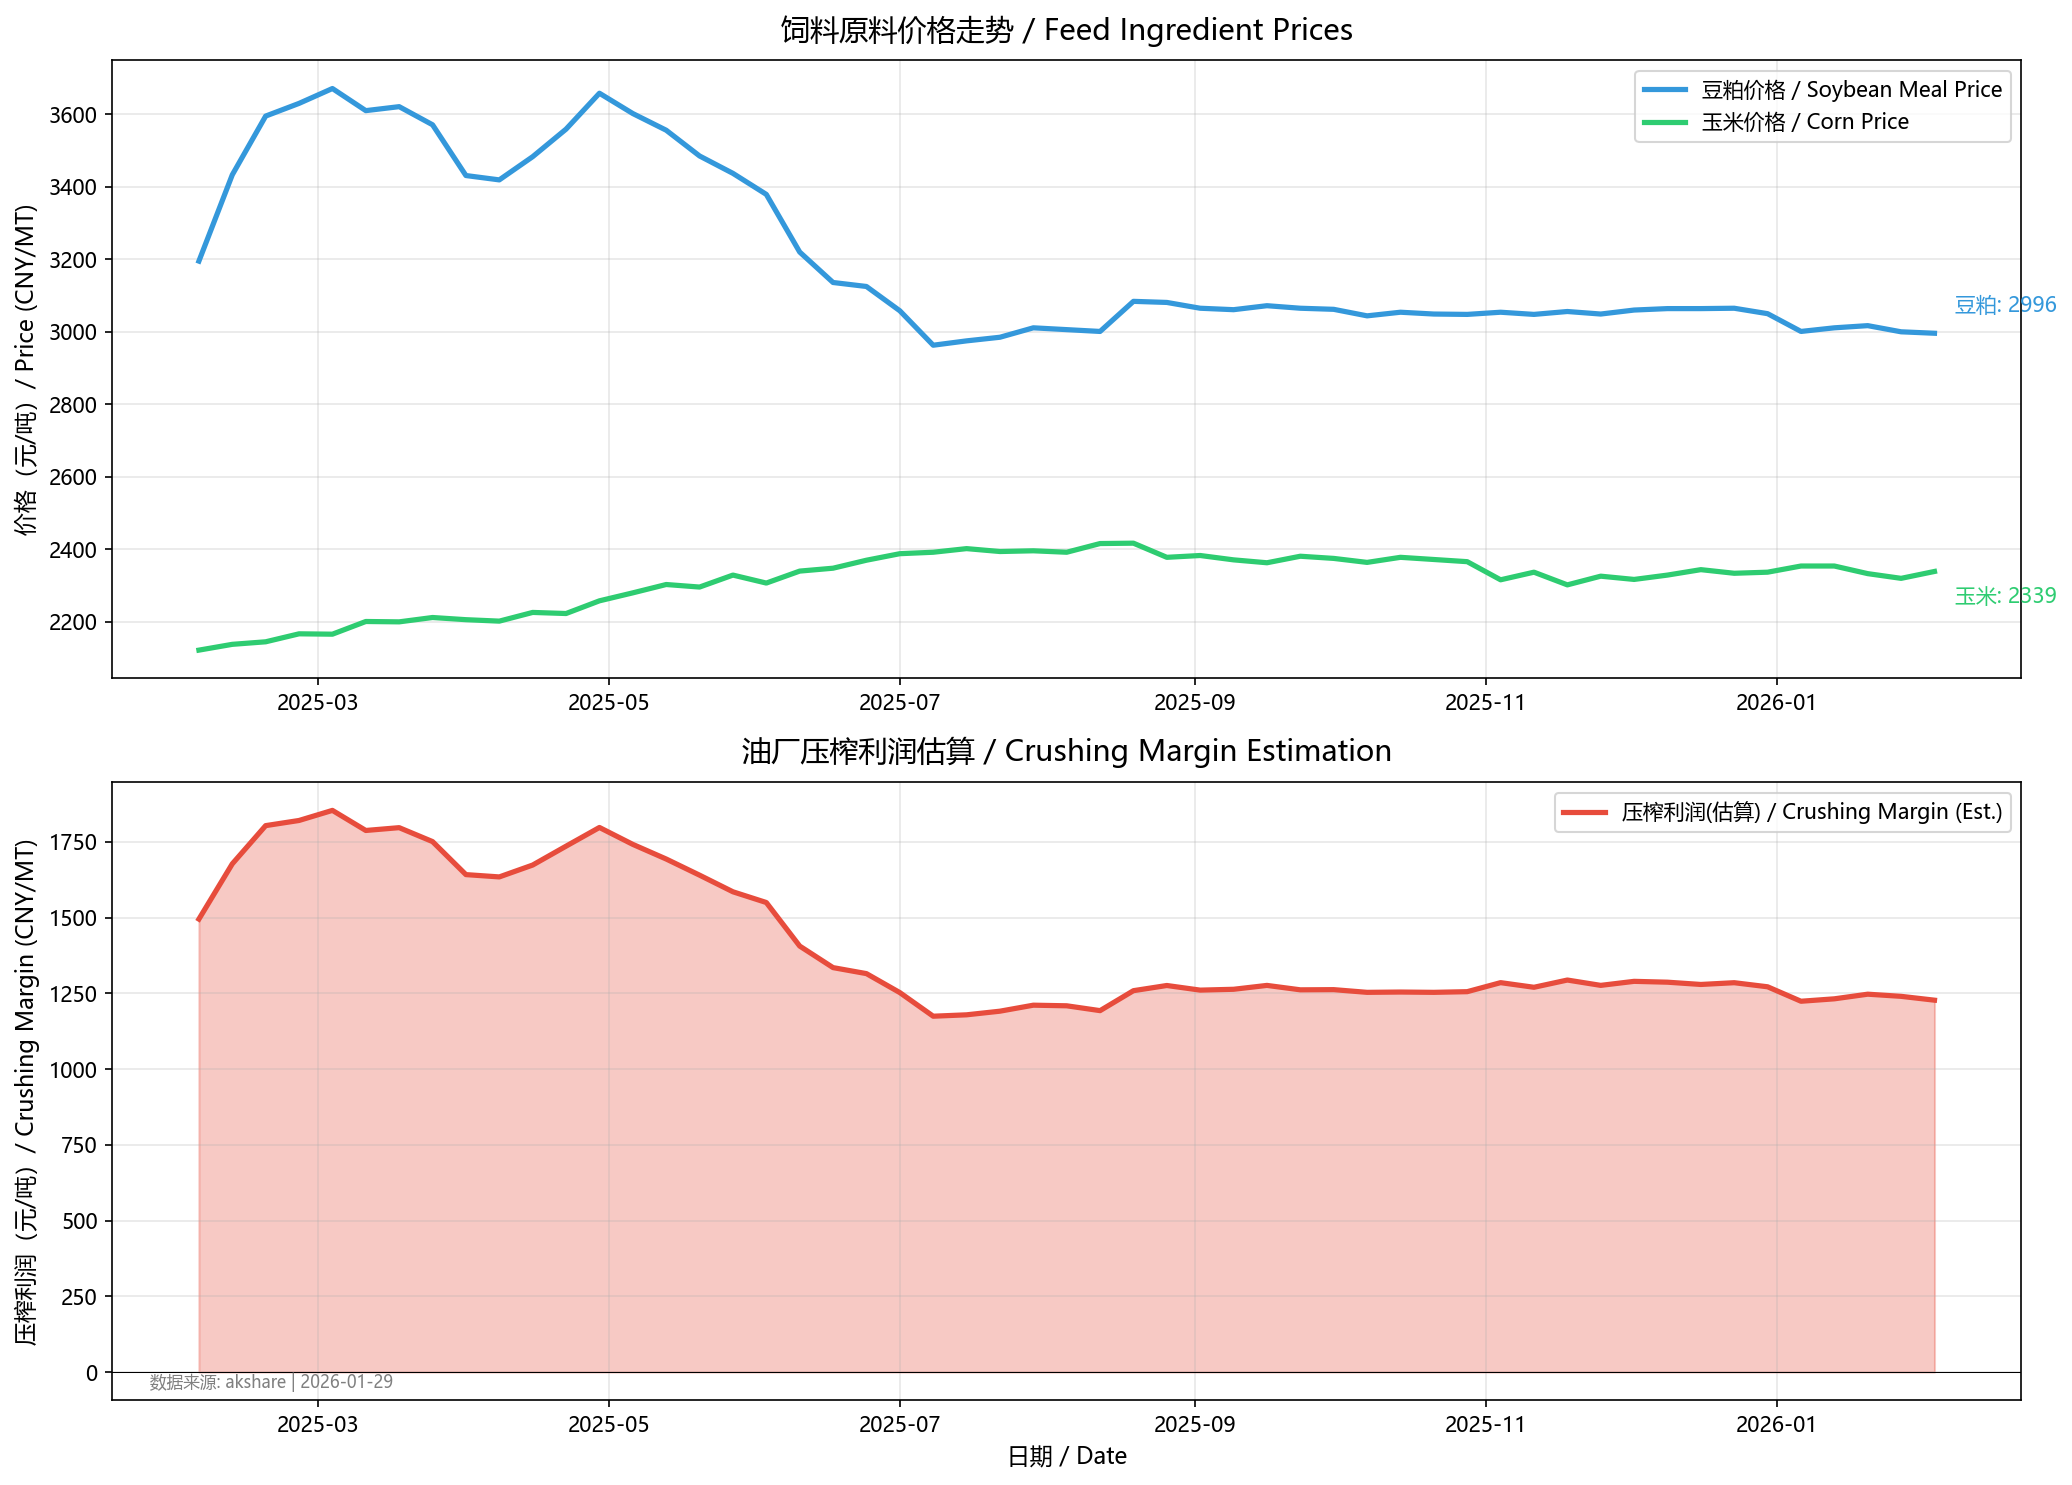 饲料原料价格走势 / Feed Ingredient Prices
豆粕价格 / Soybean Meal Price
玉米价格 / Corn Price
价格（元/吨）/ Price (CNY/MT)
3600
3400
3200
3000
2800
2600
2400
2200
豆粕: 2996
玉米: 2339
2025-03 2025-05 2025-07 2025-09 2025-11 2026-01
油厂压榨利润估算 / Crushing Margin Estimation
压榨利润(估算) / Crushing Margin (Est.)
压榨利润（元/吨）/ Crushing Margin (CNY/MT)
1750
1500
1250
1000
750
500
250
0
数据来源: akshare | 2026-01-29
2025-03 2025-05 2025-07 2025-09 2025-11 2026-01
日期 / Date